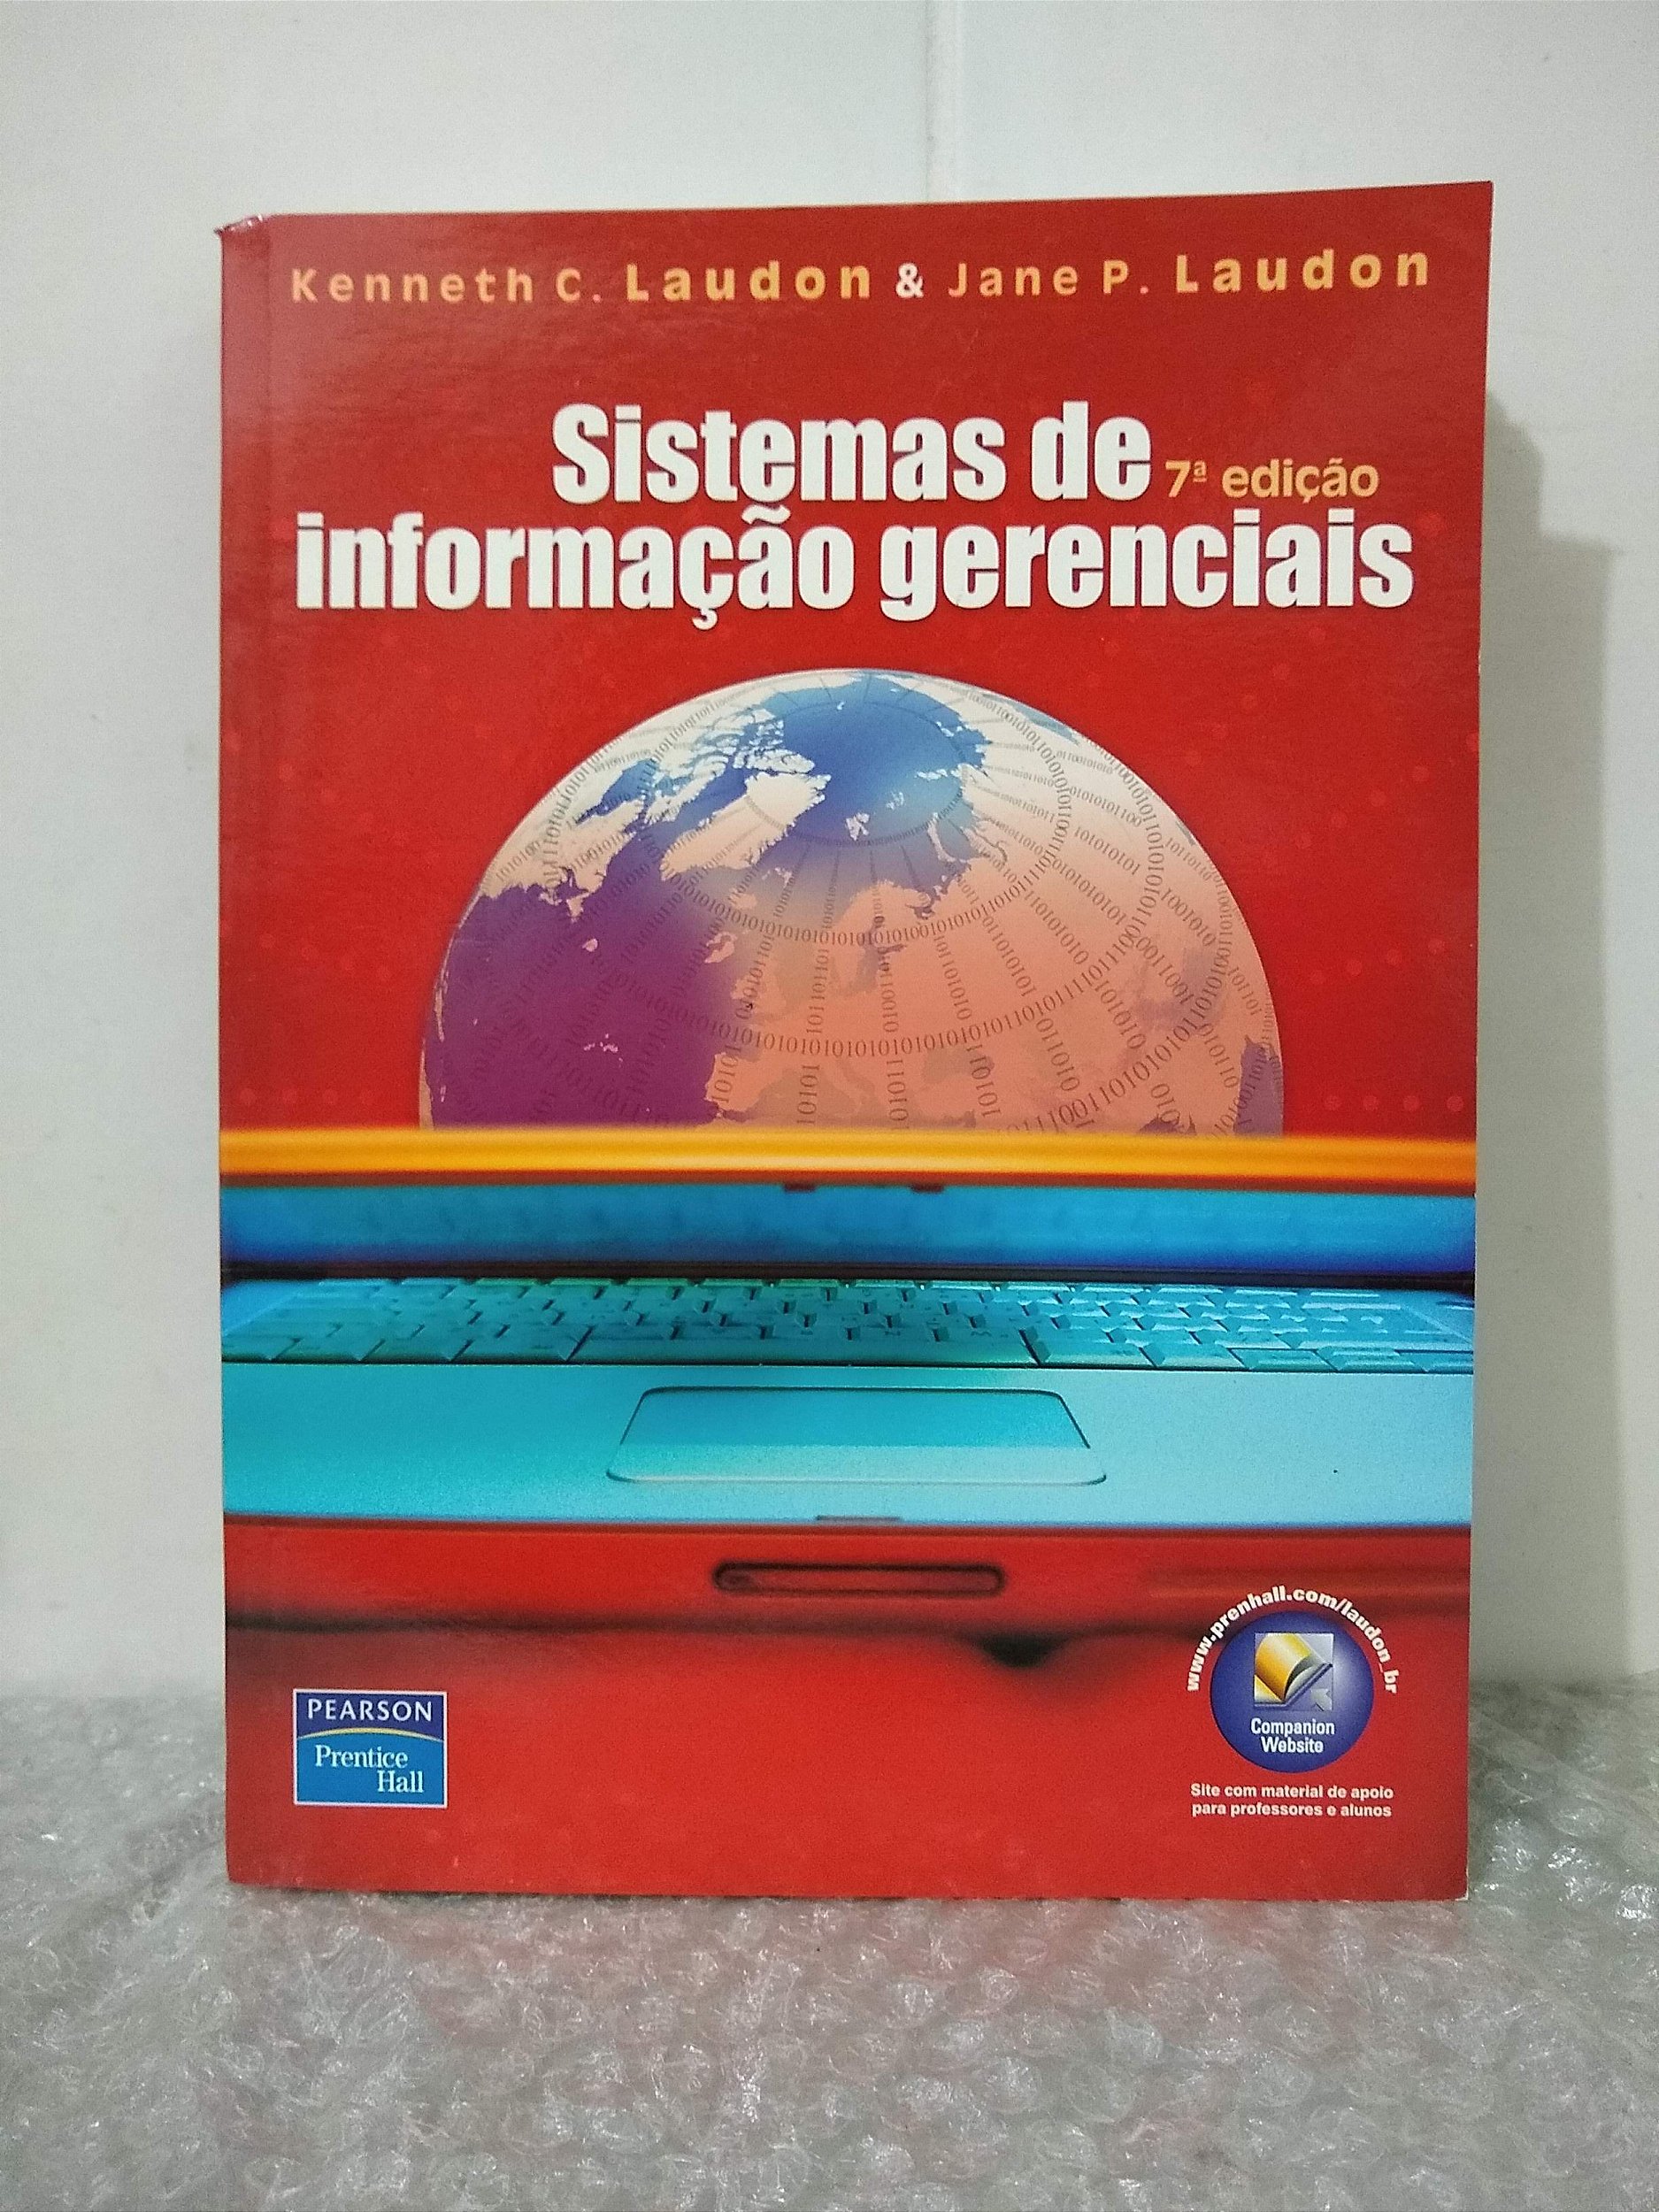 Kenneth C. Laudon & Jane P. Laudon
Sistemas de 7ª edição
informação gerenciais
www.prenhall.com/laudon_br
PEARSON
Prentice
Hall
Companion
Website
Site com material de apoio
para professores e alunos